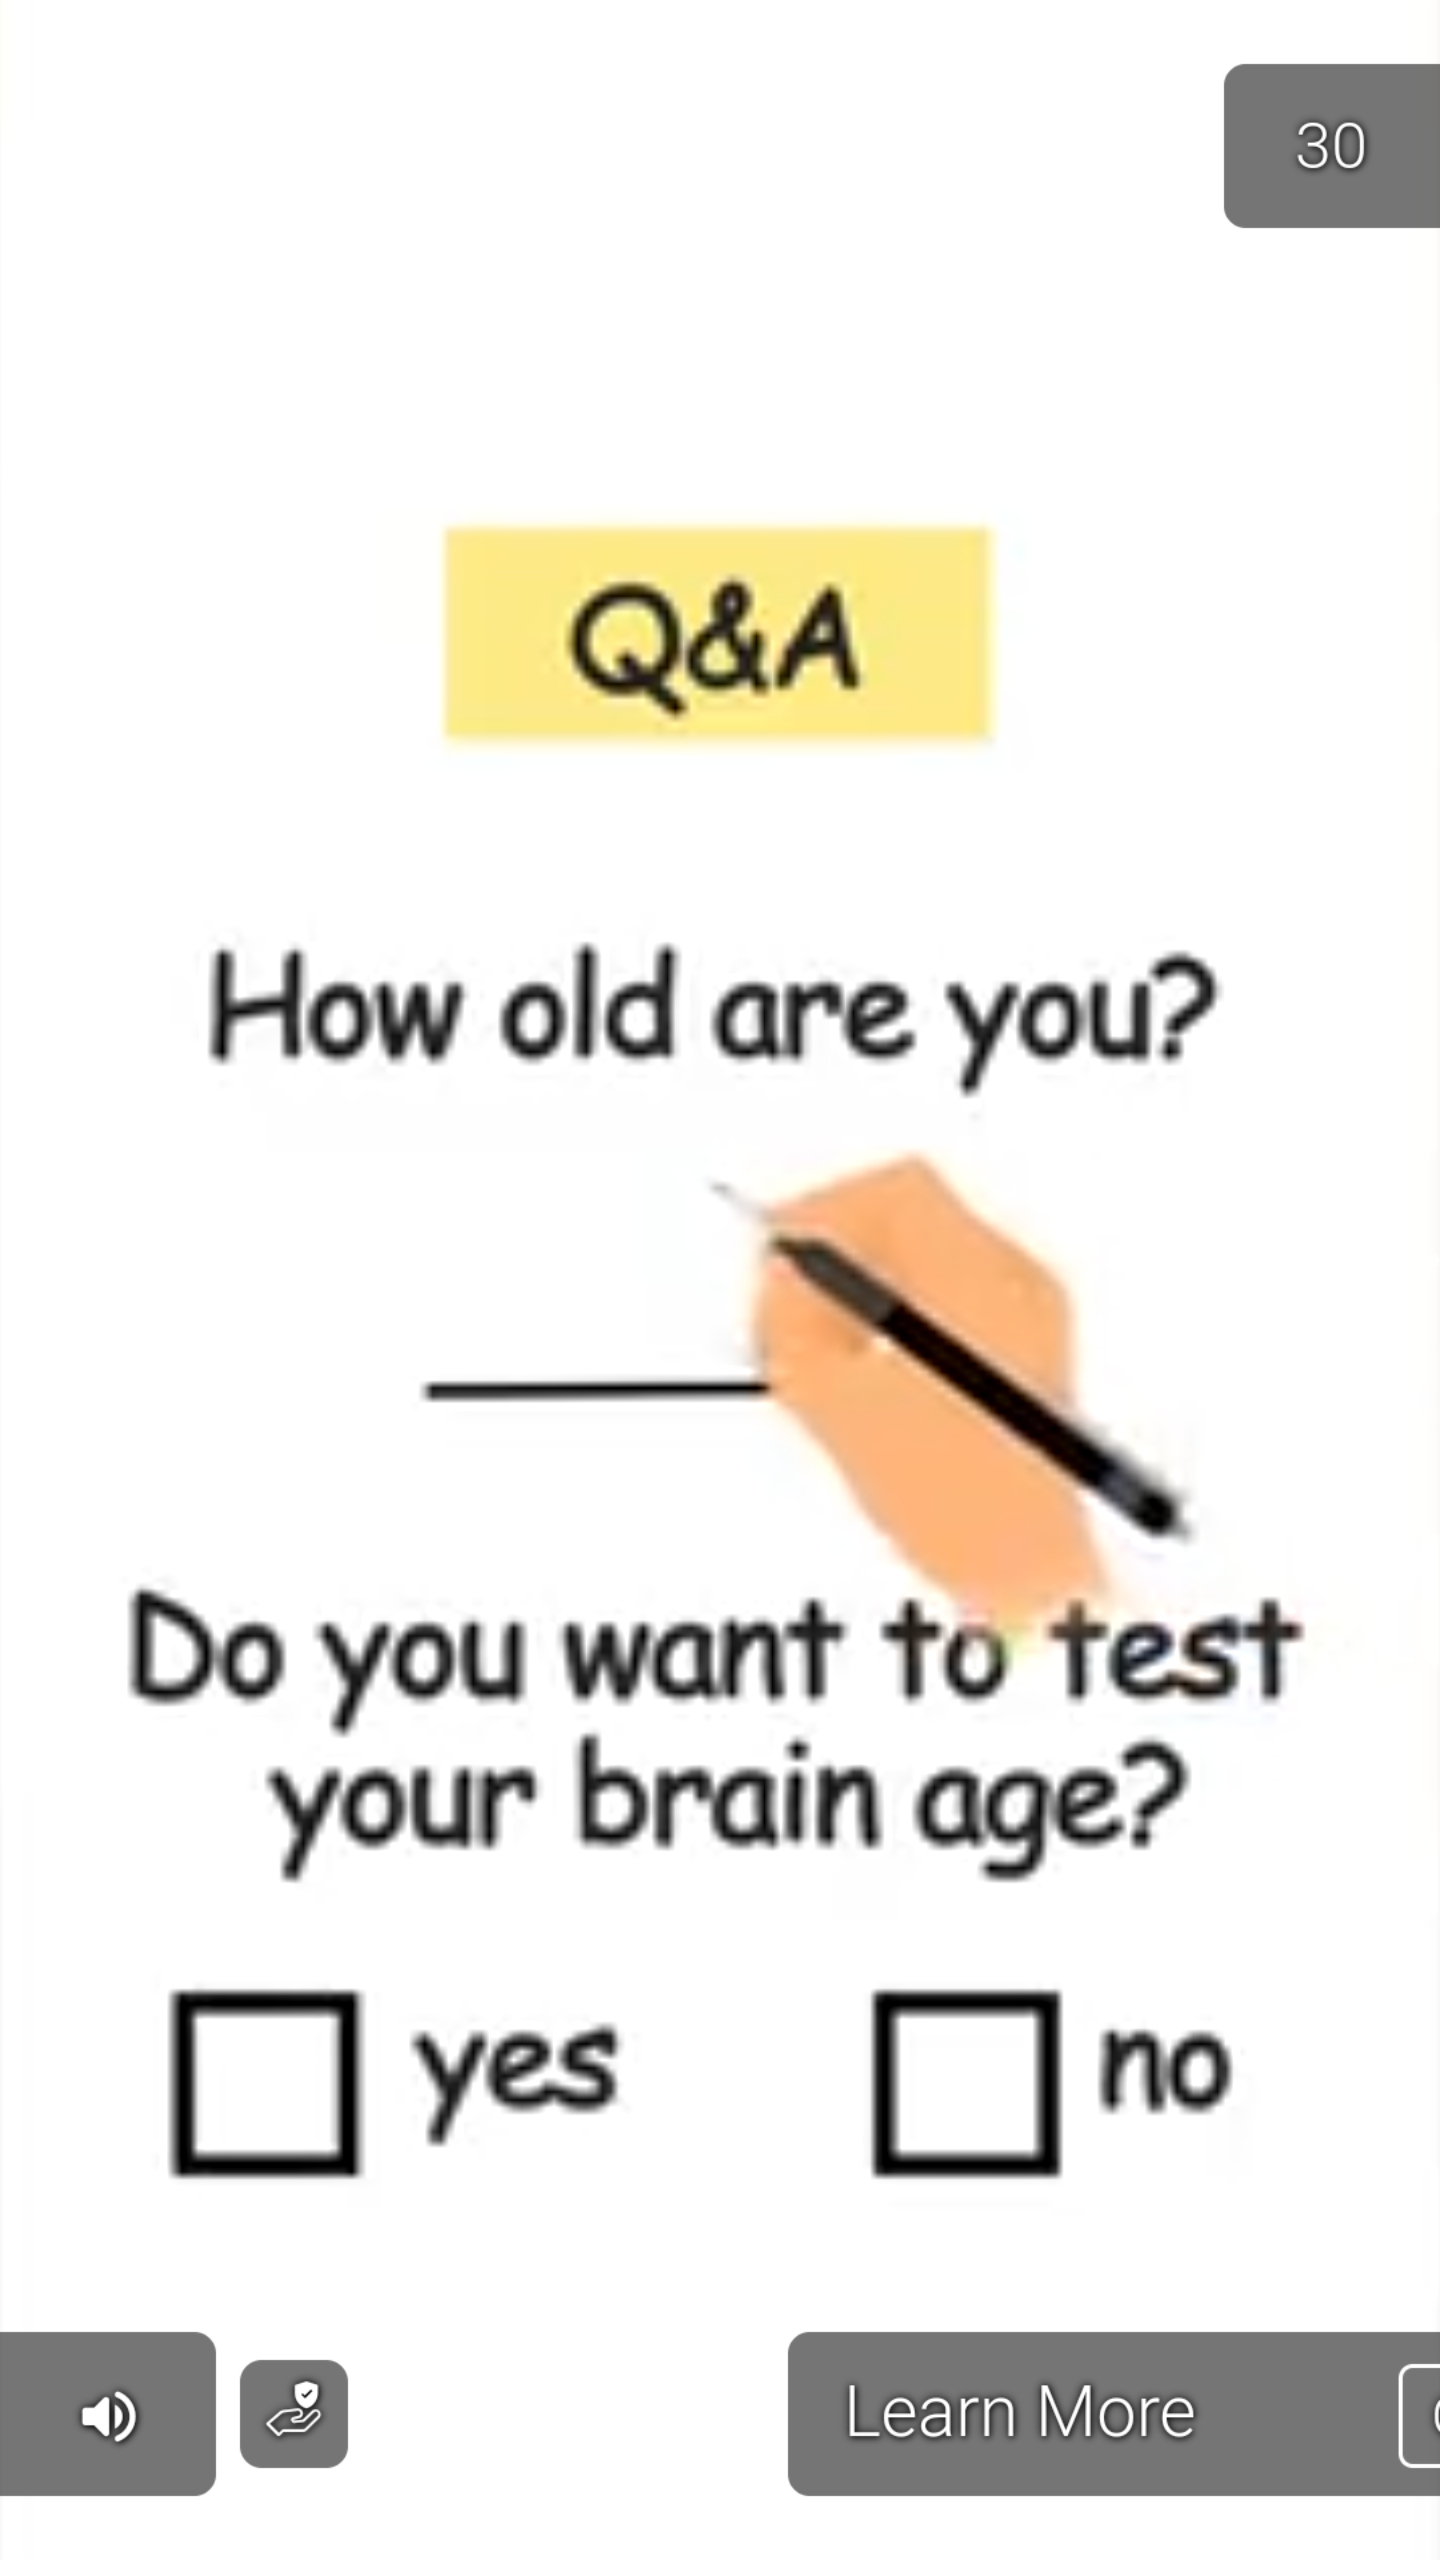 30
Q&A
How old are you?
Do you want to test
your brain age?
yes no
Learn More